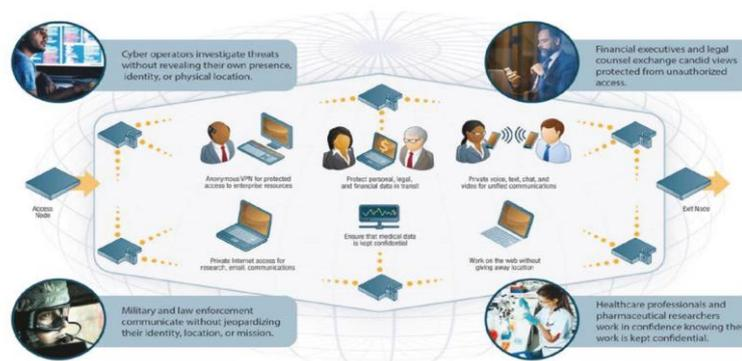 Cyber operators investigate threats
without revealing their own presence,
identity, or physical location.
Financial executives and legal
counsel exchange candid views
protected from unauthorized
access.
Anonymous VPN for protected
access to enterprise resources
Protect personal, legal,
and financial data in transit
Private voice, text, chat, and
video for unified communications
Access
Node
Exit Node
Private Internet access for
research, email, communications
Ensure that medical data
is kept confidential
Work on the web without
giving away location
Military and law enforcement
communicate without jeopardizing
their identity, location, or mission.
Healthcare professionals and
pharmaceutical researchers
work in confidence knowing the
work is kept confidential.